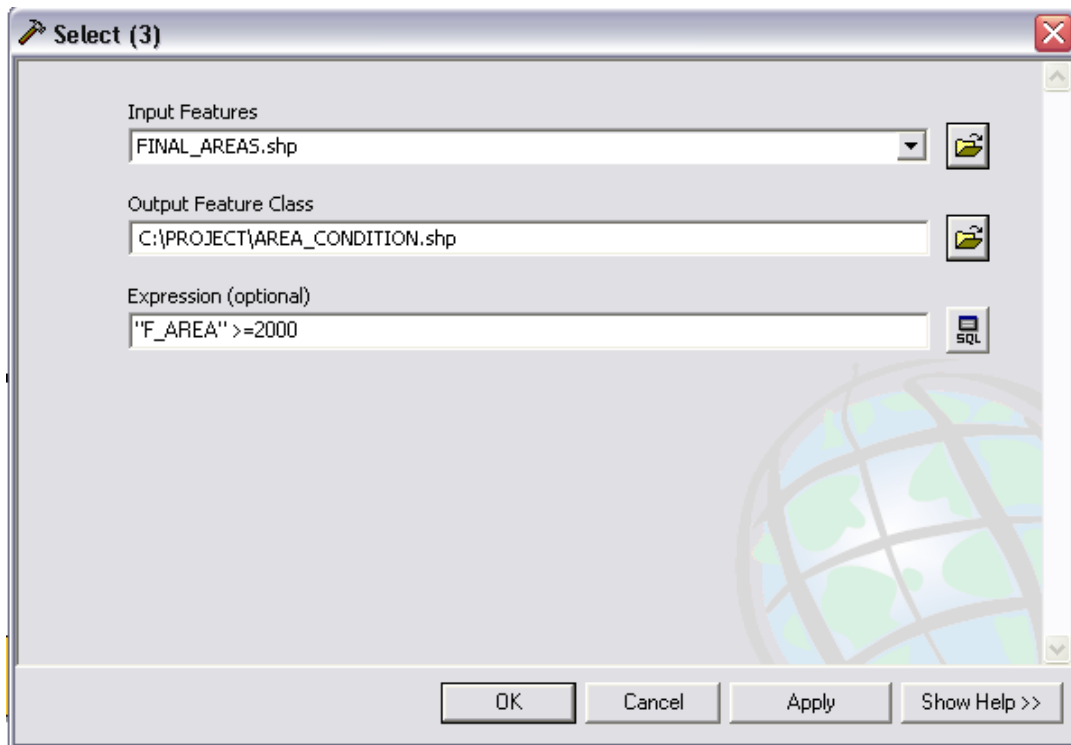 Select (3)
Input Features
FINAL_AREAS.shp
Output Feature Class
C:\PROJECT\AREA_CONDITION.shp
Expression (optional)
"F_AREA" >=2000
SQL
OK Cancel Apply Show Help >>